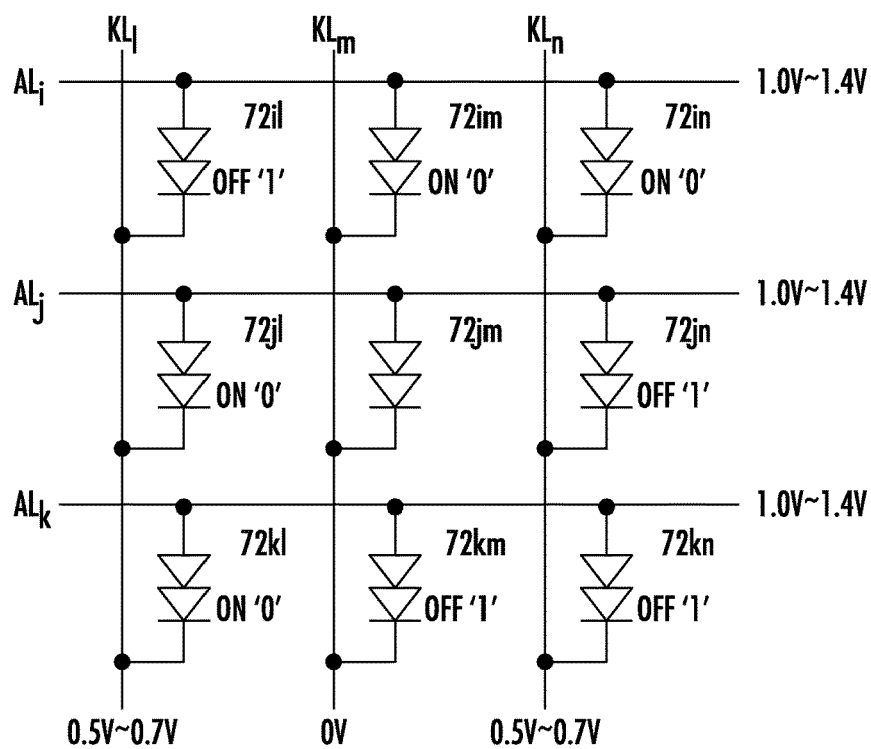 KLl KLm KLn
ALi 1.0V~1.4V
72il 72im 72in
OFF '1' ON '0' ON '0'
ALj 1.0V~1.4V
72jl 72jm 72jn
ON '0' OFF '1'
ALk 1.0V~1.4V
72kl 72km 72kn
ON '0' OFF '1' OFF '1'
0.5V~0.7V 0V 0.5V~0.7V